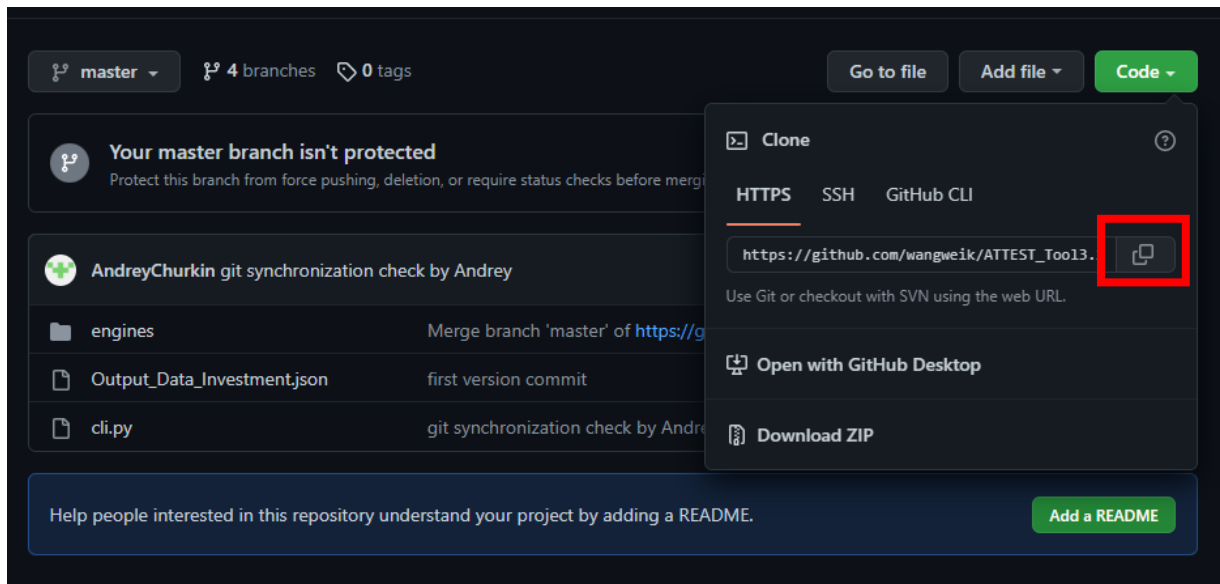 master 4 branches 0 tags Go to file Add file Code
Your master branch isn't protected
Protect this branch from force pushing, deletion, or require status checks before mergi
Clone
HTTPS SSH GitHub CLI
https://github.com/wangweik/ATTEST_Tool3.
Use Git or checkout with SVN using the web URL.
Open with GitHub Desktop
Download ZIP
AndreyChurkin git synchronization check by Andrey
engines Merge branch 'master' of https://g
Output_Data_Investment.json first version commit
cli.py git synchronization check by Andre
Help people interested in this repository understand your project by adding a README. Add a README